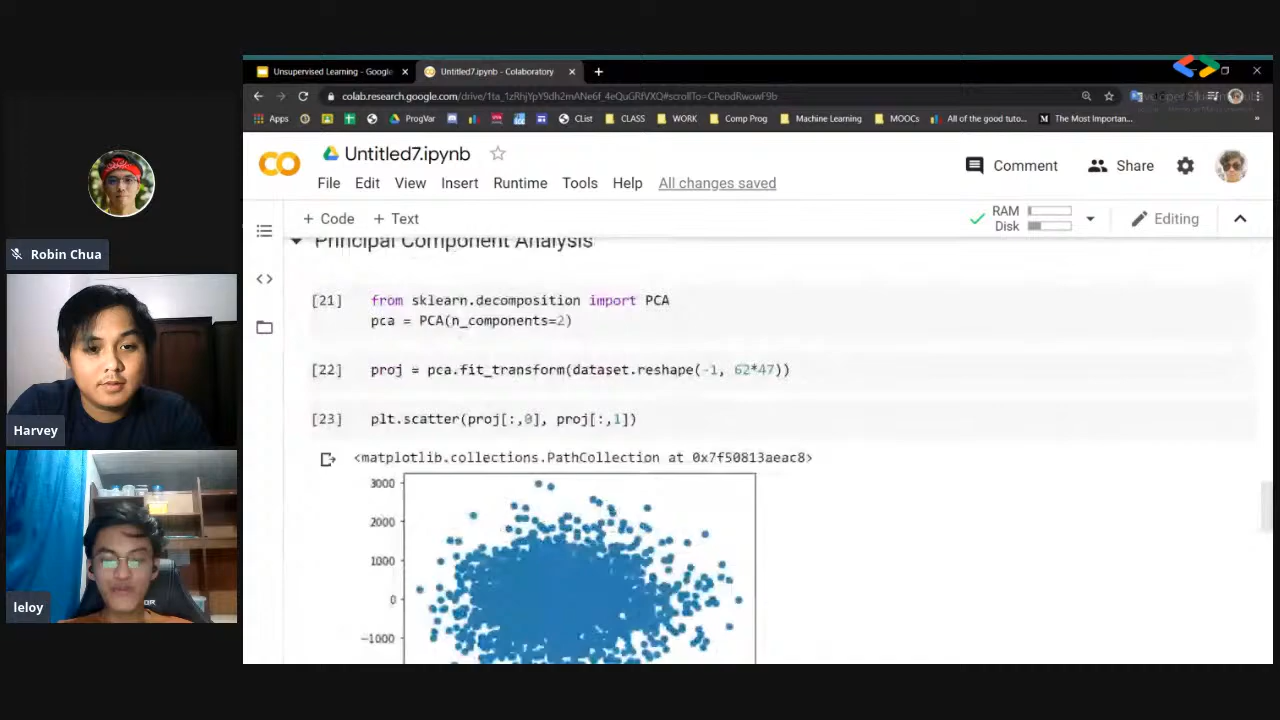 Unsupervised Learning - Google
Untitled7.ipynb - Colaboratory
Apps
ProgVar
CList
CLASS
WORK
Comp Prog
Machine Learning
MOOCs
All of the good tuto...
The Most Importan...
Untitled7.ipynb
Comment
Share
File Edit View Insert Runtime Tools Help All changes saved
+ Code + Text
RAM
Disk
Editing
Principal Component Analysis
[21] from sklearn.decomposition import PCA
pca = PCA(n_components=2)
[22] proj = pca.fit_transform(dataset.reshape(-1, 62*47))
[23] plt.scatter(proj[:,0], proj[:,1])
<matplotlib.collections.PathCollection at 0x7f50813aeac8>
3000
2000
1000
0
−1000
Robin Chua
Harvey
leloy